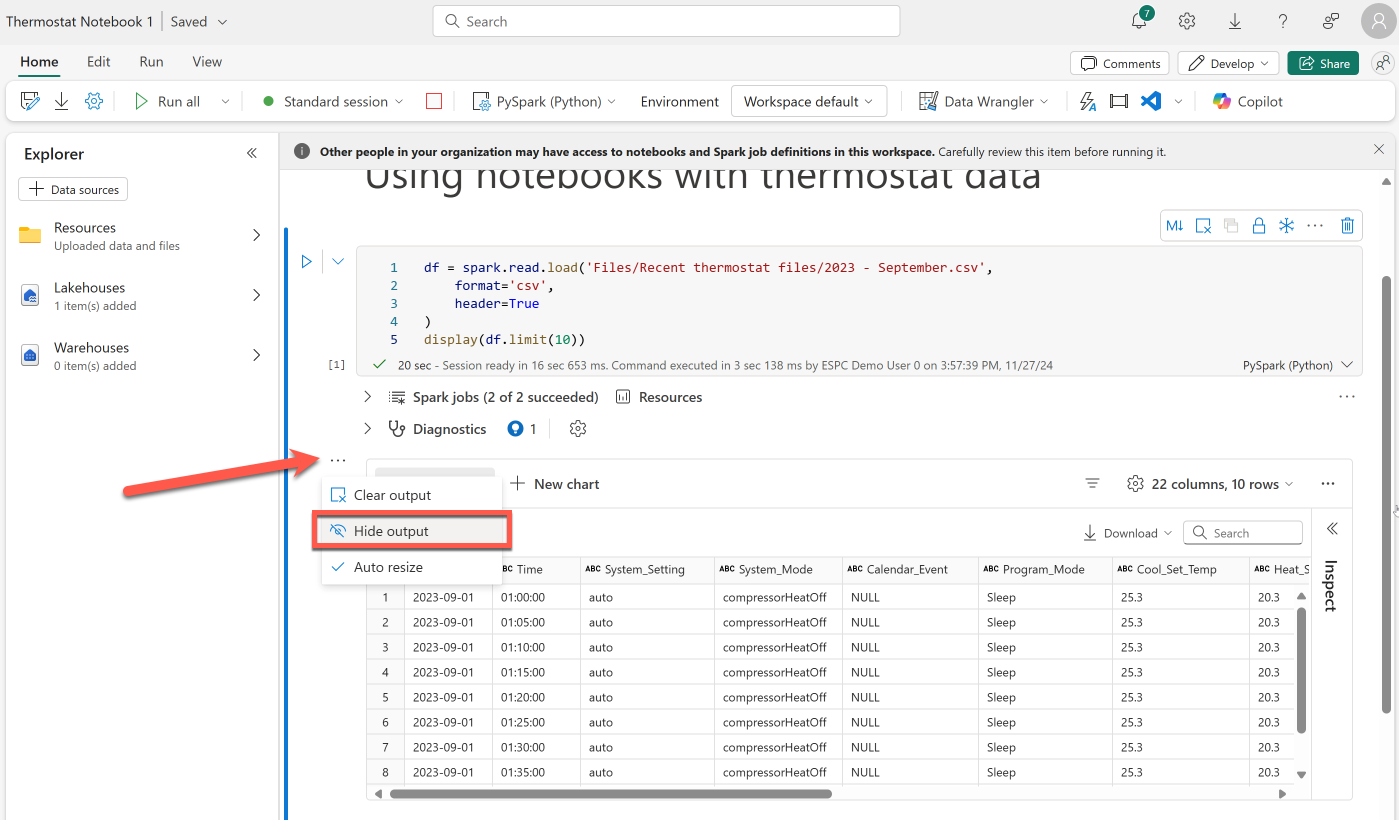 Thermostat Notebook 1 Saved
Search
7
Home Edit Run View
Comments Develop Share
Run all Standard session PySpark (Python) Environment Workspace default Data Wrangler Copilot
Explorer
Data sources
Resources
Uploaded data and files
Lakehouses
1 item(s) added
Warehouses
0 item(s) added
Other people in your organization may have access to notebooks and Spark job definitions in this workspace. Carefully review this item before running it.
Using notebooks with thermostat data
M↓
1 df = spark.read.load('Files/Recent thermostat files/2023 - September.csv',
2 format='csv',
3 header=True
4 )
5 display(df.limit(10))
[1] 20 sec - Session ready in 16 sec 653 ms. Command executed in 3 sec 138 ms by ESPC Demo User 0 on 3:57:39 PM, 11/27/24 PySpark (Python)
Spark jobs (2 of 2 succeeded) Resources
Diagnostics 1
New chart 22 columns, 10 rows
Clear output
Hide output
Auto resize
Download Search
Inspect
Time ABC System_Setting ABC System_Mode ABC Calendar_Event ABC Program_Mode ABC Cool_Set_Temp ABC Heat_S
1 2023-09-01 01:00:00 auto compressorHeatOff NULL Sleep 25.3 20.3
2 2023-09-01 01:05:00 auto compressorHeatOff NULL Sleep 25.3 20.3
3 2023-09-01 01:10:00 auto compressorHeatOff NULL Sleep 25.3 20.3
4 2023-09-01 01:15:00 auto compressorHeatOff NULL Sleep 25.3 20.3
5 2023-09-01 01:20:00 auto compressorHeatOff NULL Sleep 25.3 20.3
6 2023-09-01 01:25:00 auto compressorHeatOff NULL Sleep 25.3 20.3
7 2023-09-01 01:30:00 auto compressorHeatOff NULL Sleep 25.3 20.3
8 2023-09-01 01:35:00 auto compressorHeatOff NULL Sleep 25.3 20.3